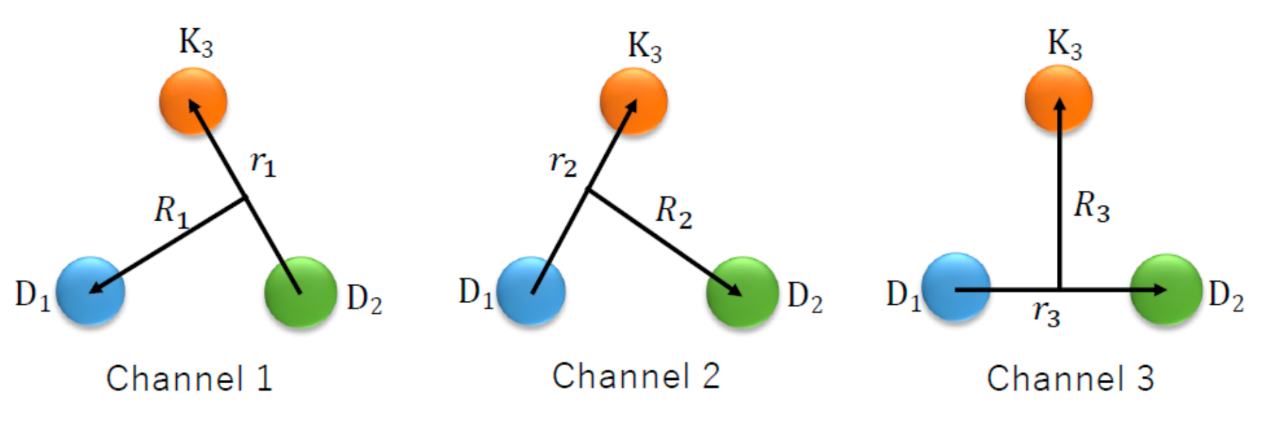 K₃
r₁
R₁
D₁
D₂
Channel 1
K₃
r₂
R₂
D₁
D₂
Channel 2
K₃
R₃
D₁
r₃
D₂
Channel 3